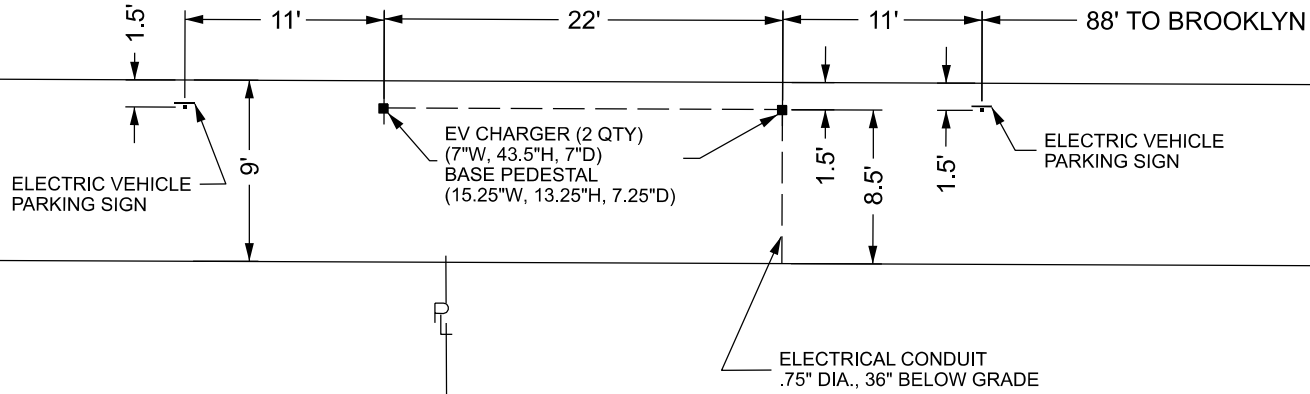 11'
22'
11'
88' TO BROOKLYN
1.5'
9'
EV CHARGER (2 QTY)
(7"W, 43.5"H, 7"D)
BASE PEDESTAL
(15.25"W, 13.25"H, 7.25"D)
ELECTRIC VEHICLE
PARKING SIGN
1.5'
8.5'
1.5'
ELECTRIC VEHICLE
PARKING SIGN
PL
ELECTRICAL CONDUIT
.75" DIA., 36" BELOW GRADE